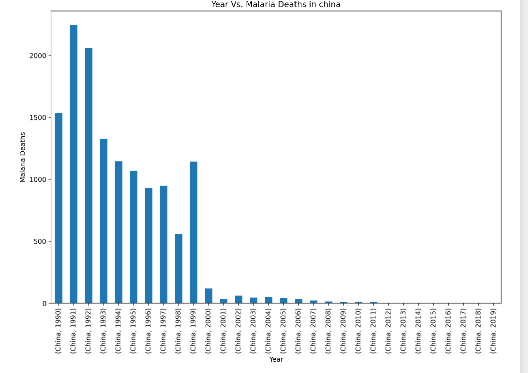 Year Vs. Malaria Deaths in china
Malaria Deaths
2000
1500
1000
500
0
(China, 1990)
(China, 1991)
(China, 1992)
(China, 1993)
(China, 1994)
(China, 1995)
(China, 1996)
(China, 1997)
(China, 1998)
(China, 1999)
(China, 2000)
(China, 2001)
(China, 2002)
(China, 2003)
(China, 2004)
(China, 2005)
(China, 2006)
(China, 2007)
(China, 2008)
(China, 2009)
(China, 2010)
(China, 2011)
(China, 2012)
(China, 2013)
(China, 2014)
(China, 2015)
(China, 2016)
(China, 2017)
(China, 2018)
(China, 2019)
Year